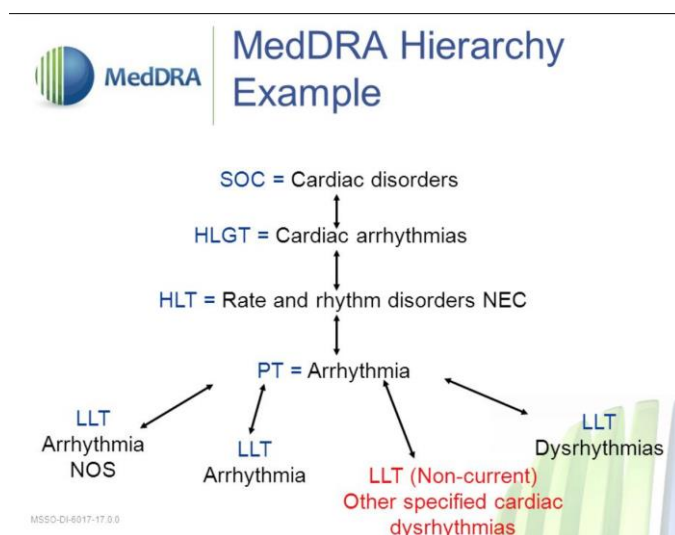 MedDRA
MedDRA Hierarchy
Example
SOC = Cardiac disorders
HLGT = Cardiac arrhythmias
HLT = Rate and rhythm disorders NEC
PT = Arrhythmia
LLT
Arrhythmia
NOS
LLT
Arrhythmia
LLT (Non-current)
Other specified cardiac
dysrhythmias
LLT
Dysrhythmias
MSSO-DI-6017-17.0.0